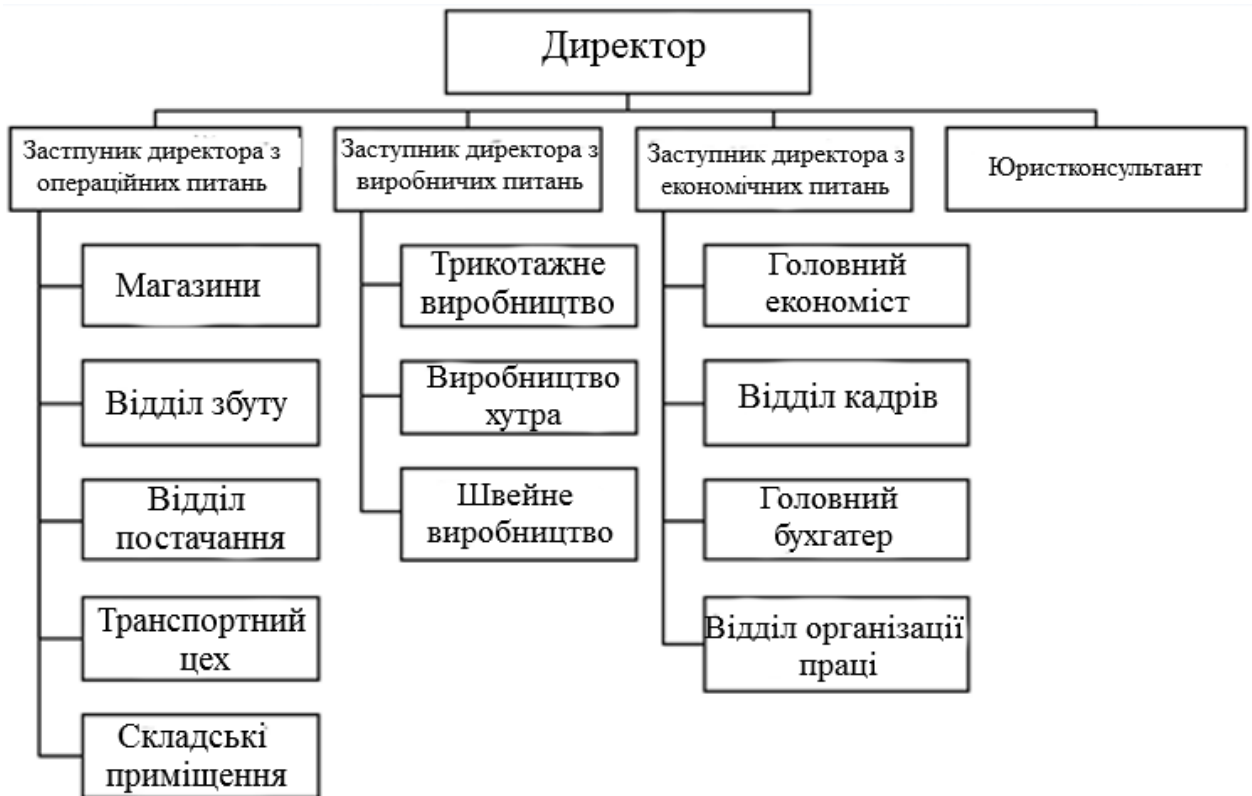 Директор
Застпуник директора з
операційних питань
Заступник директора з
виробничих питань
Заступник директора з
економічних питань
Юристконсультант
Магазини
Відділ збуту
Відділ
постачання
Транспортний
цех
Складські
приміщення
Трикотажне
виробництво
Виробництво
хутра
Швейне
виробництво
Головний
економіст
Відділ кадрів
Головний
бухгатер
Відділ організації
праці